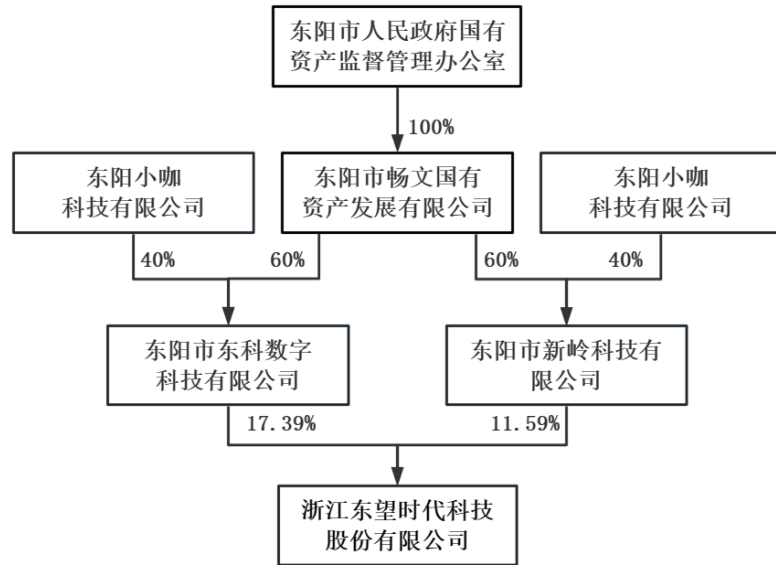 东阳市人民政府国有
资产监督管理办公室
100%
东阳小咖
科技有限公司
东阳市畅文国有
资产发展有限公司
东阳小咖
科技有限公司
40%
60%
60%
40%
东阳市东科数字
科技有限公司
东阳市新岭科技有
限公司
17.39%
11.59%
浙江东望时代科技
股份有限公司